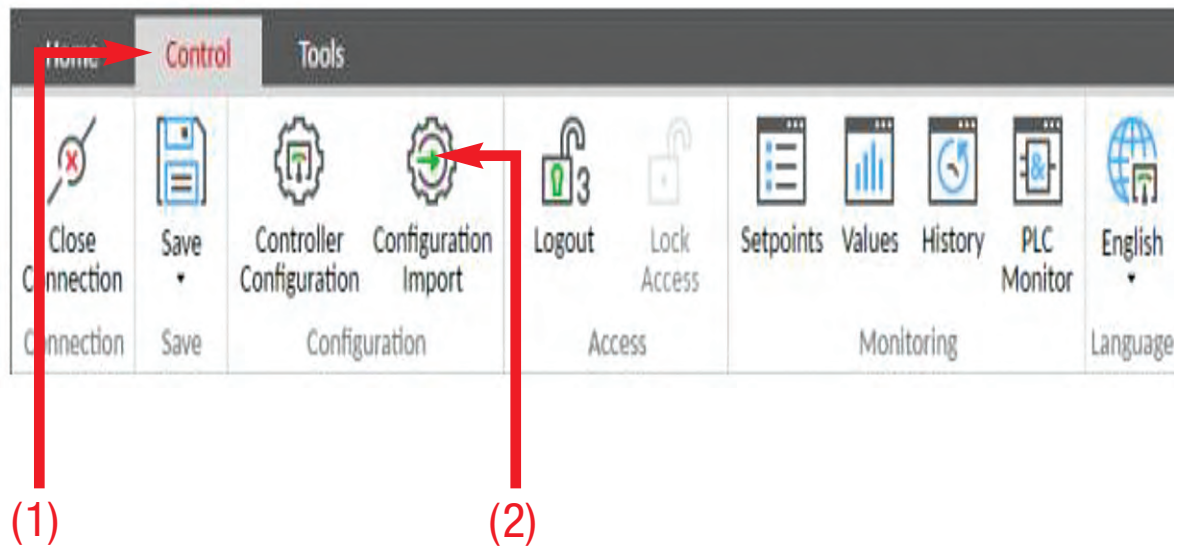 Home Control Tools
Close Connection
Save
Controller Configuration
Configuration Import
Logout
3
Lock Access
Setpoints
Values
History
&
PLC Monitor
English
Connection Save Configuration Access Monitoring Language
(1) (2)